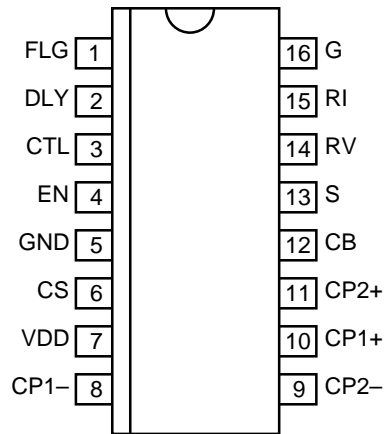 FLG 1 16 G
DLY 2 15 RI
CTL 3 14 RV
EN 4 13 S
GND 5 12 CB
CS 6 11 CP2+
VDD 7 10 CP1+
CP1– 8 9 CP2–